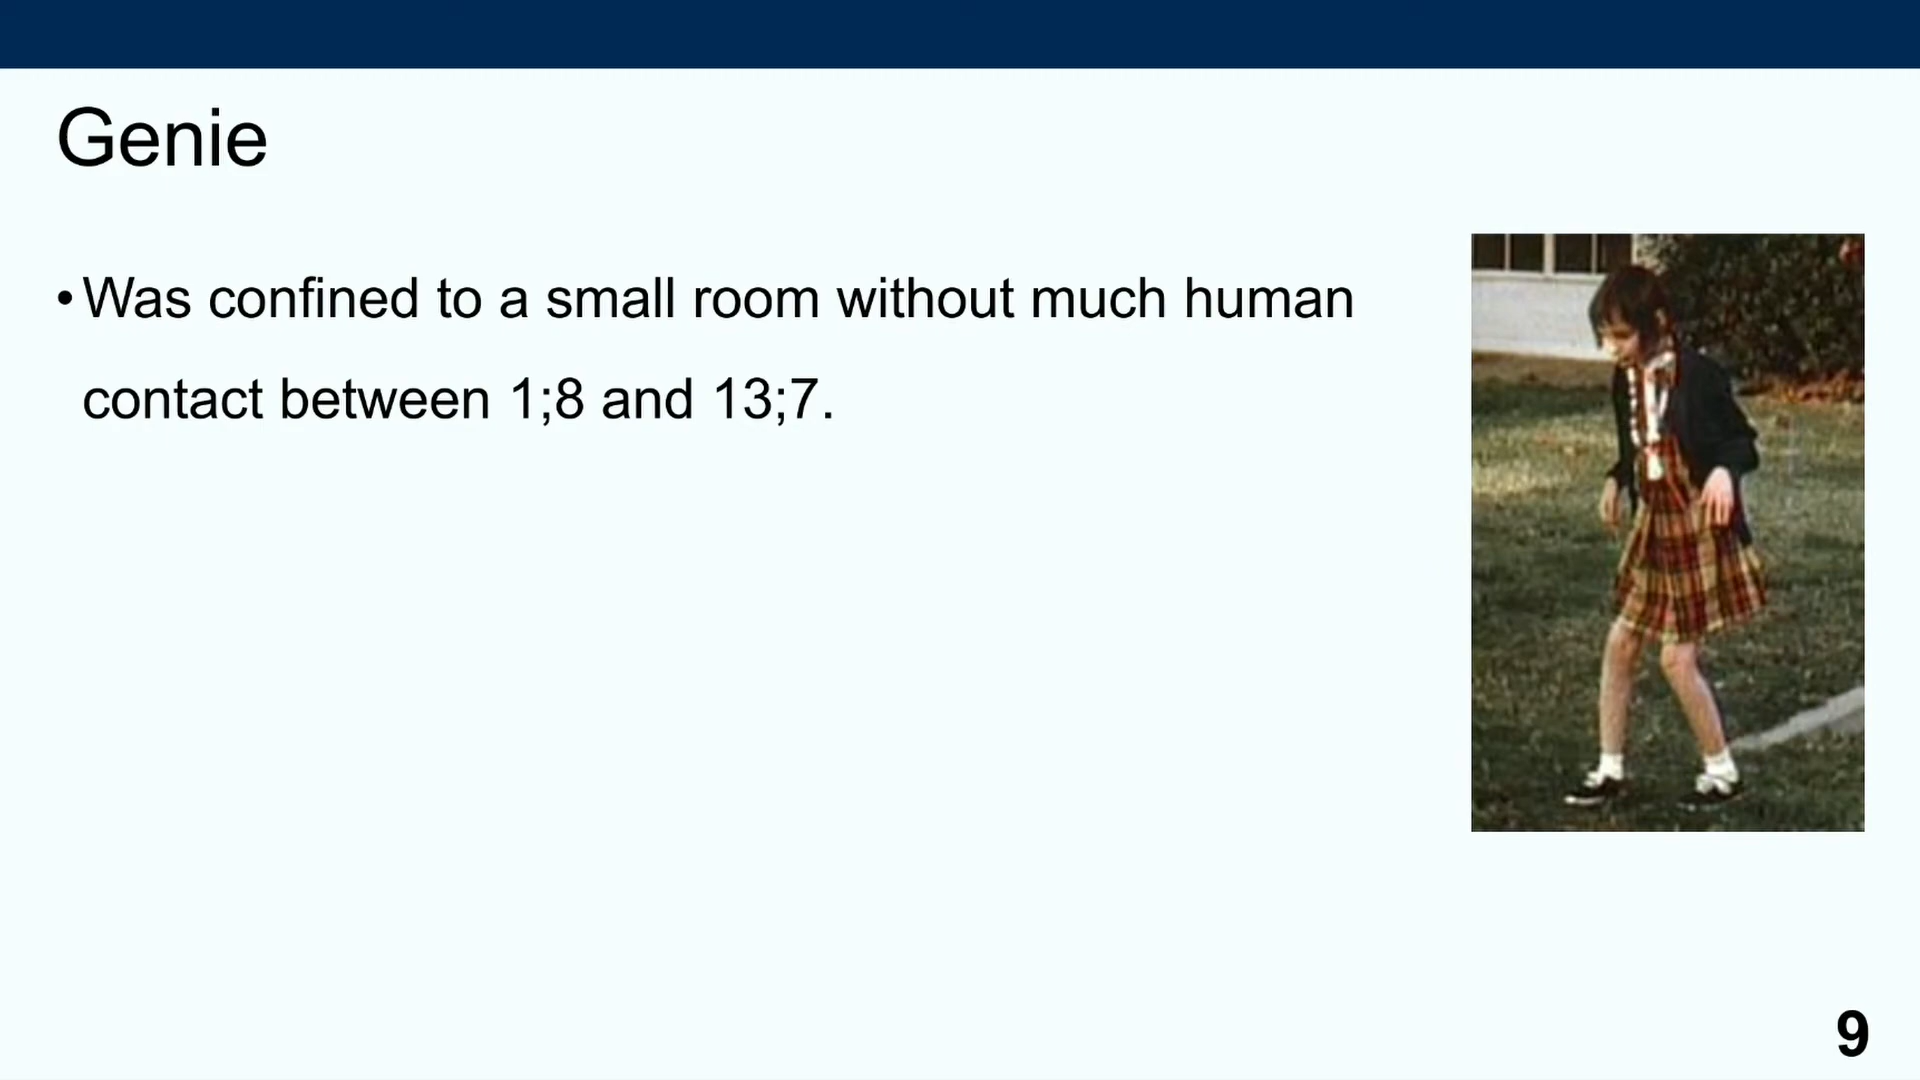 Genie
•Was confined to a small room without much human
contact between 1;8 and 13;7.
9